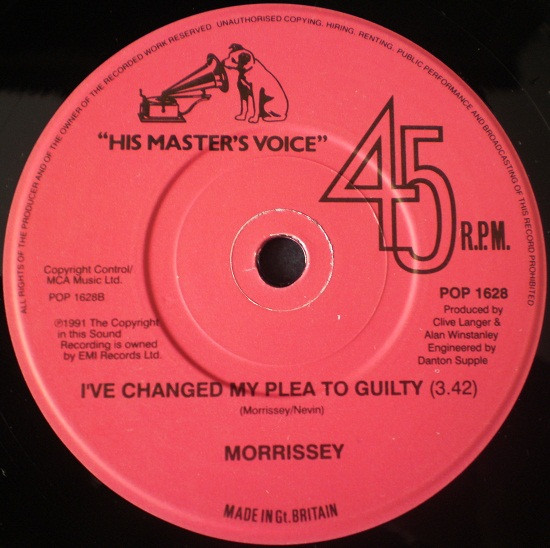 ALL RIGHTS OF THE PRODUCER AND OF THE OWNER OF THE RECORDED WORK RESERVED. UNAUTHORISED COPYING, HIRING, RENTING, PUBLIC PERFORMANCE AND BROADCASTING OF THIS RECORD PROHIBITED
"HIS MASTER'S VOICE"
45
R.P.M.
Copyright Control/
MCA Music Ltd.
POP 1628B
℗1991 The Copyright
in this Sound
Recording is owned
by EMI Records Ltd.
POP 1628
Produced by
Clive Langer &
Alan Winstanley
Engineered by
Danton Supple
I'VE CHANGED MY PLEA TO GUILTY (3.42)
(Morrissey/Nevin)
MORRISSEY
MADE IN Gt. BRITAIN